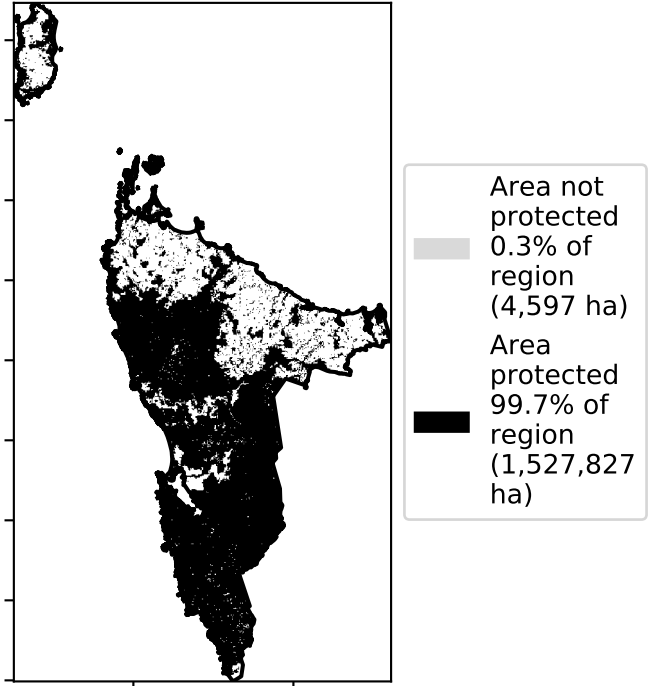 Area not
protected
0.3% of
region
(4,597 ha)
Area
protected
99.7% of
region
(1,527,827
ha)